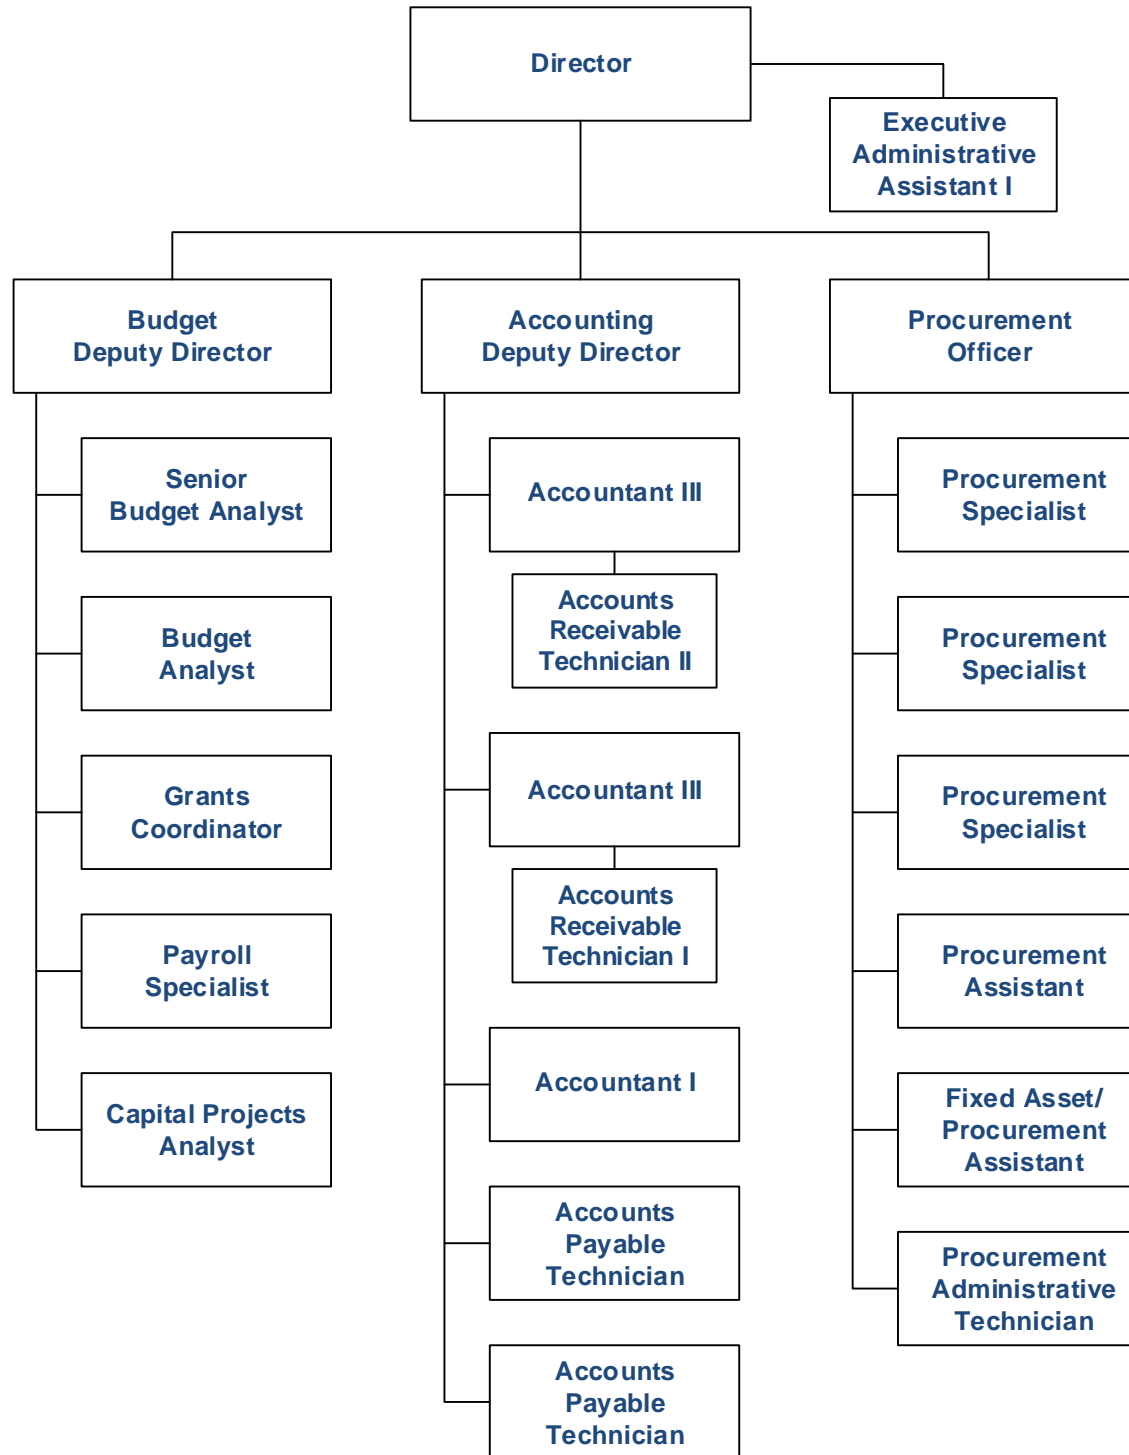 Director
Executive
Administrative
Assistant I
Budget
Deputy Director
Accounting
Deputy Director
Procurement
Officer
Senior
Budget Analyst
Budget
Analyst
Grants
Coordinator
Payroll
Specialist
Capital Projects
Analyst
Accountant III
Accounts
Receivable
Technician II
Accountant III
Accounts
Receivable
Technician I
Accountant I
Accounts
Payable
Technician
Accounts
Payable
Technician
Procurement
Specialist
Procurement
Specialist
Procurement
Specialist
Procurement
Assistant
Fixed Asset/
Procurement
Assistant
Procurement
Administrative
Technician